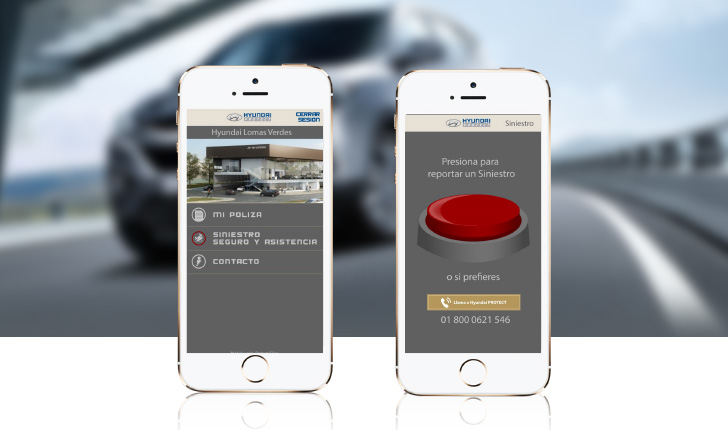 HYUNDAI
CERRAR
SESION
Hyundai Lomas Verdes
MI POLIZA
SINIESTRO
SEGURO Y ASISTENCIA
CONTACTO
HYUNDAI
Siniestro
Presiona para
reportar un Siniestro
o si prefieres
Llama a Hyundai PROTECT
01 800 0621 546